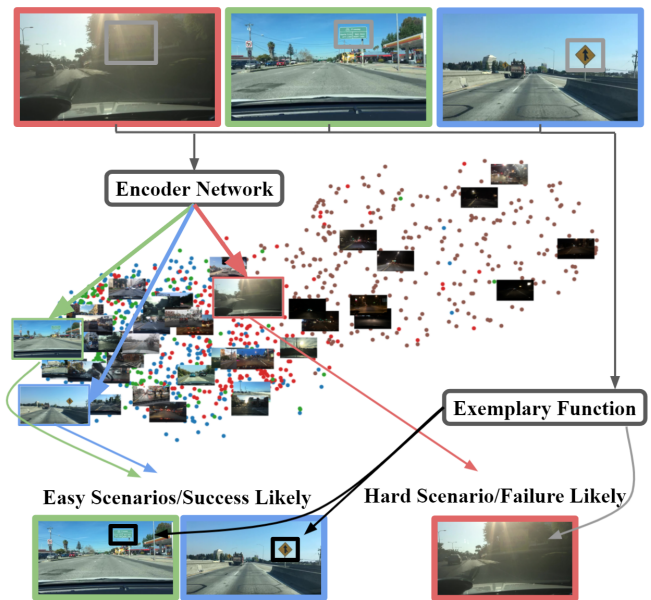 Encoder Network
Exemplary Function
Easy Scenarios/Success Likely
Hard Scenario/Failure Likely